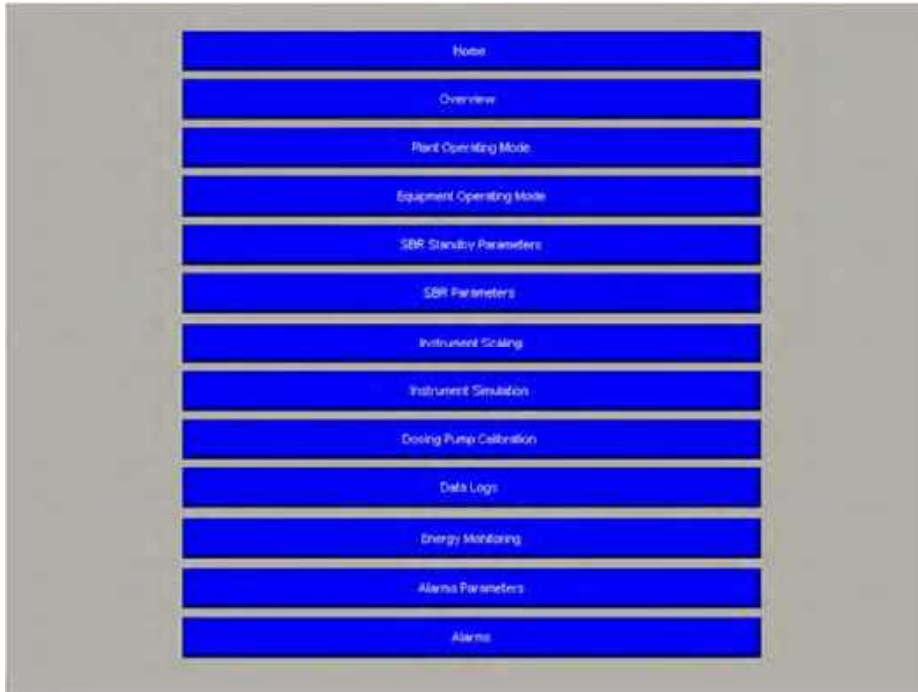 Home
Overview
Plant Operating Mode
Equipment Operating Mode
SBR Standby Parameters
SBR Parameters
Instrument Scaling
Instrument Simulation
Dosing Pump Calibration
Data Logs
Energy Monitoring
Alarms Parameters
Alarms